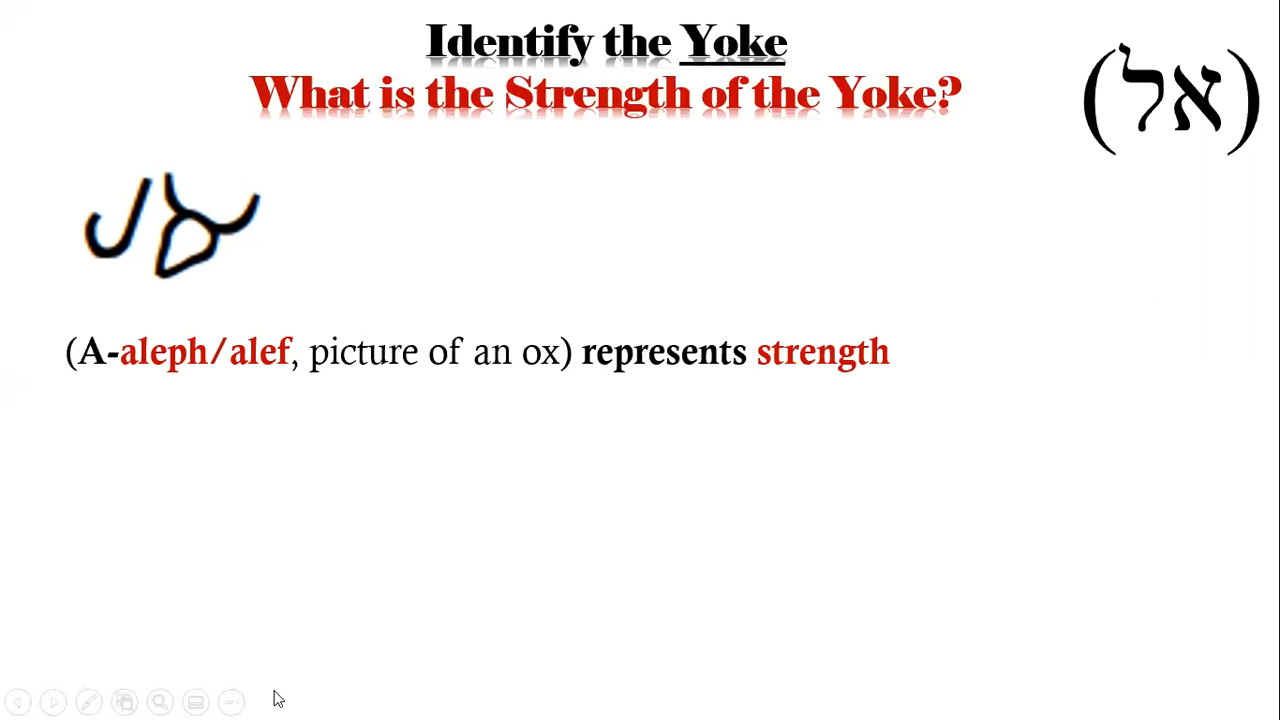 Identify the Yoke
What is the Strength of the Yoke?
(אל)
(A-aleph/alef, picture of an ox) represents strength